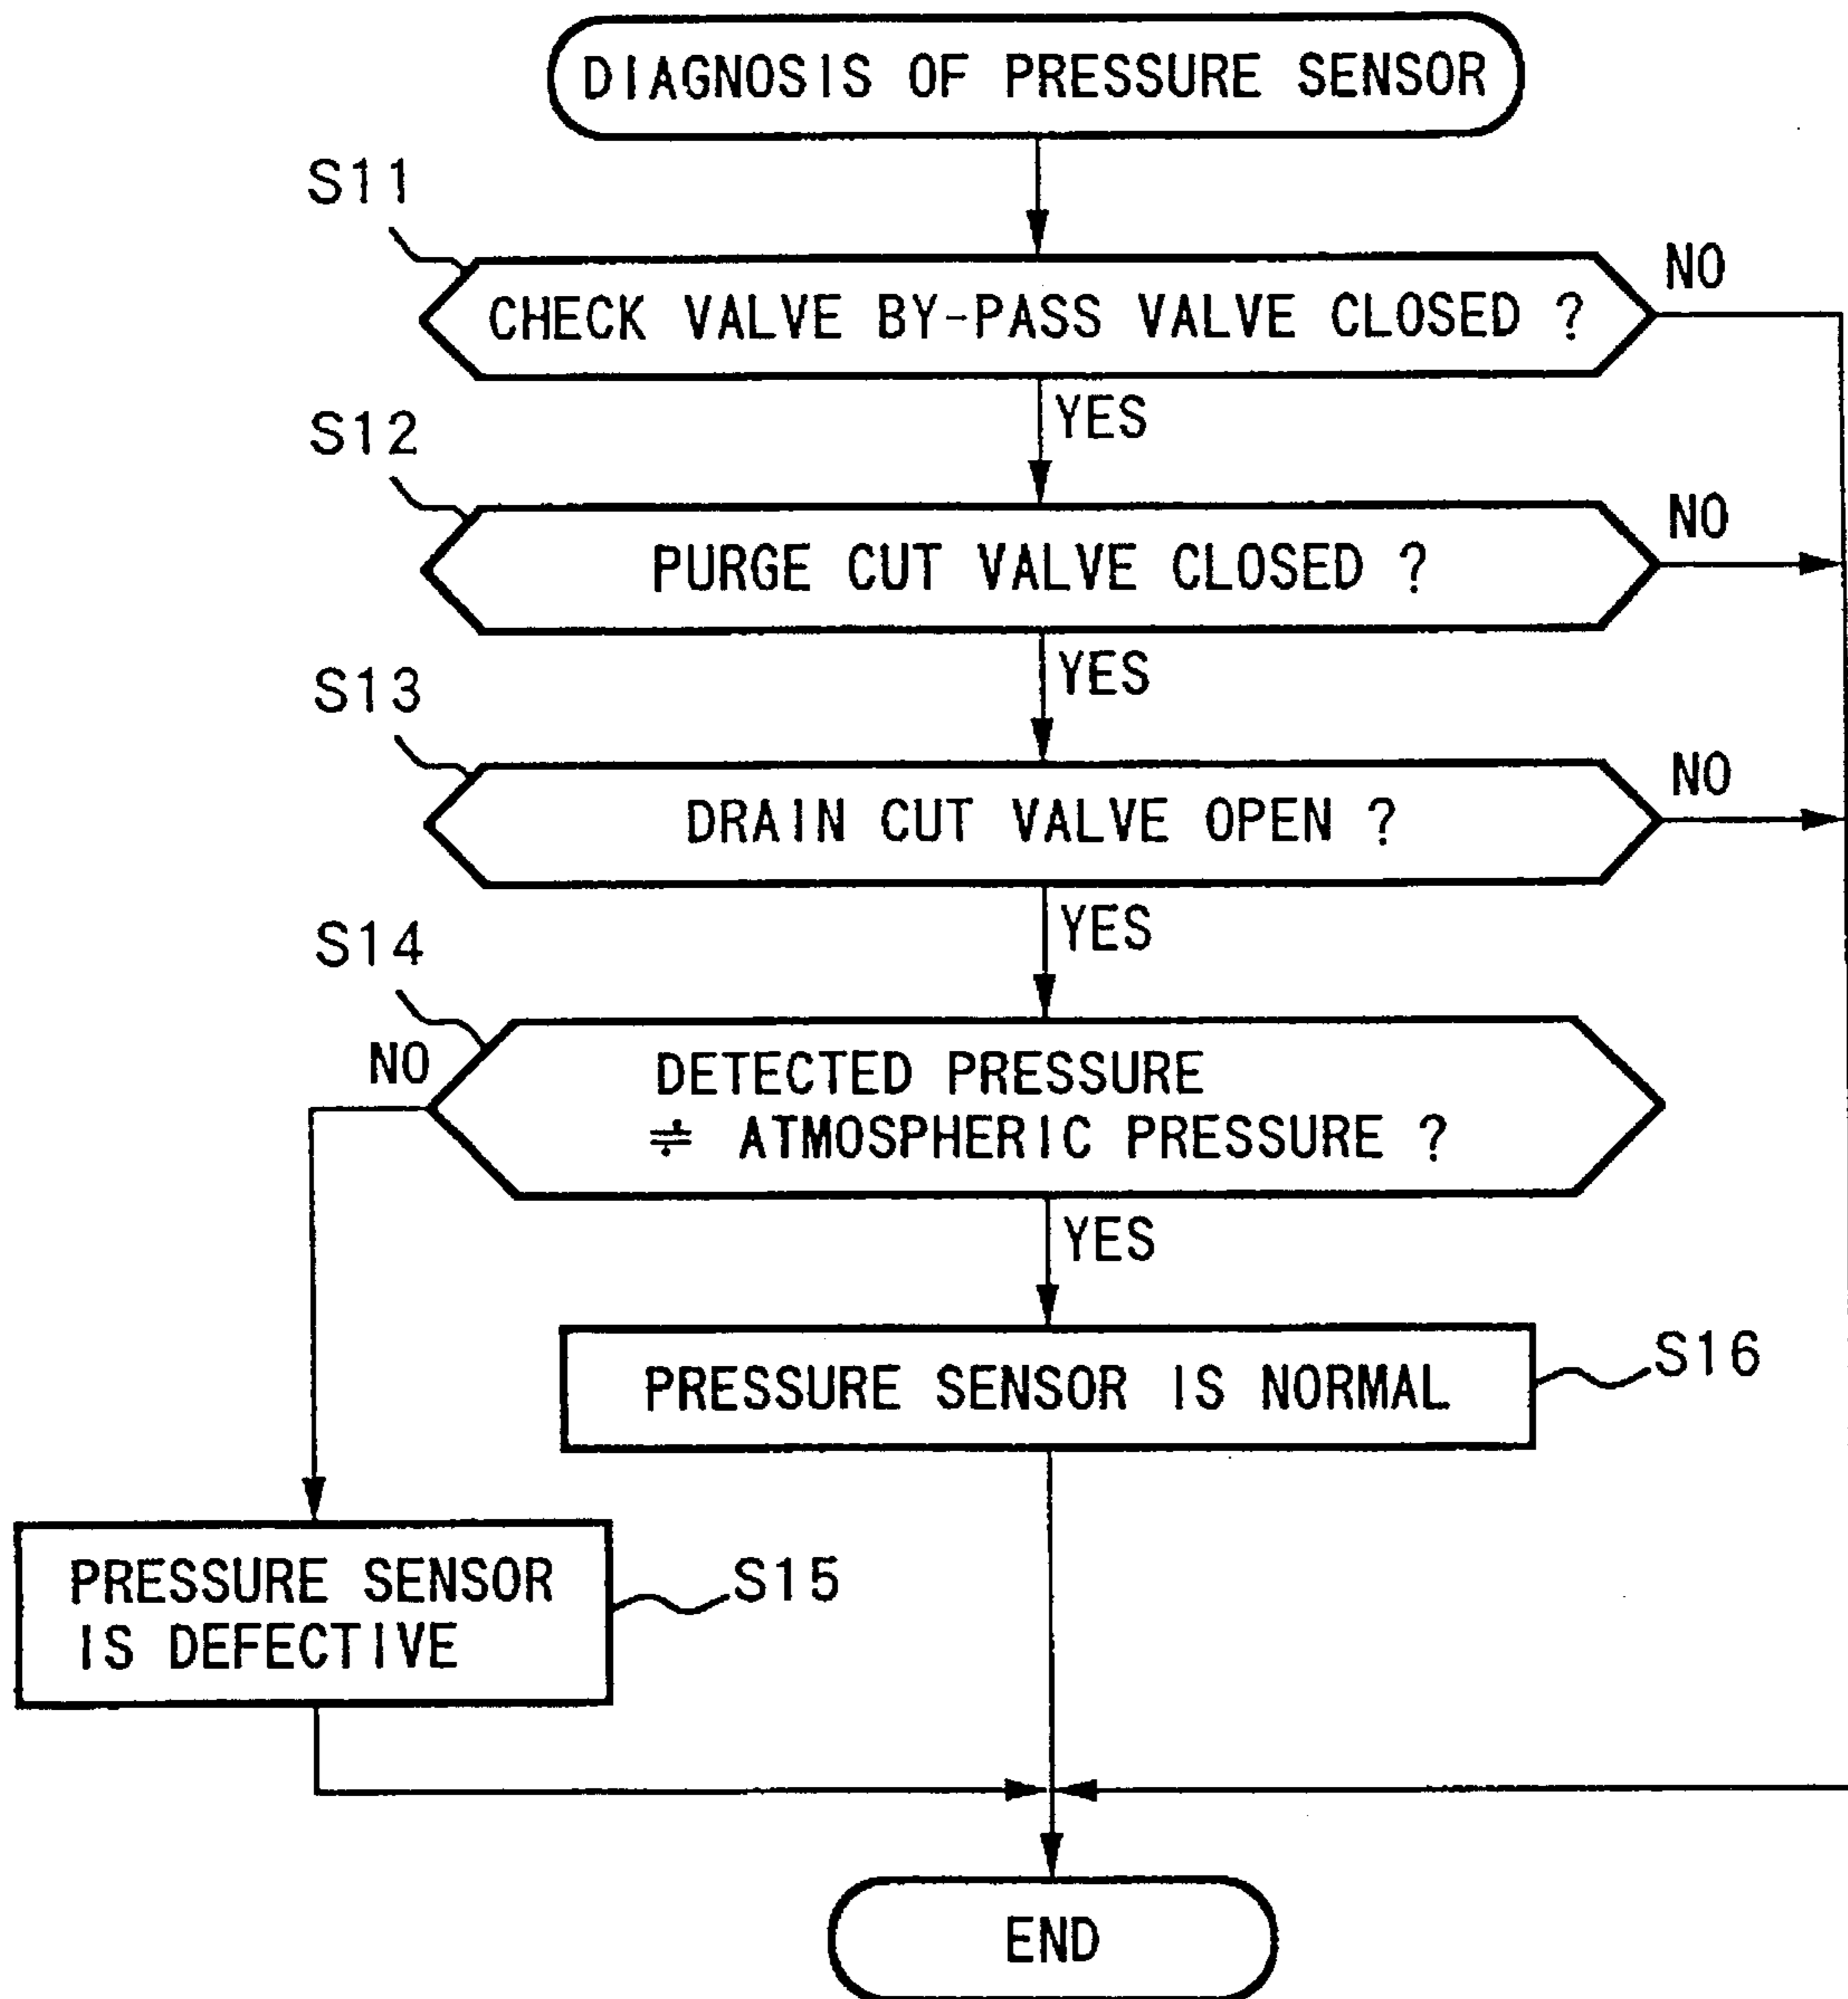 DIAGNOSIS OF PRESSURE SENSOR
S11
NO
CHECK VALVE BY-PASS VALVE CLOSED ?
YES
S12
NO
PURGE CUT VALVE CLOSED ?
YES
S13
NO
DRAIN CUT VALVE OPEN ?
YES
S14
NO
DETECTED PRESSURE
≒ ATMOSPHERIC PRESSURE ?
YES
PRESSURE SENSOR IS NORMAL
S16
PRESSURE SENSOR
IS DEFECTIVE
S15
END